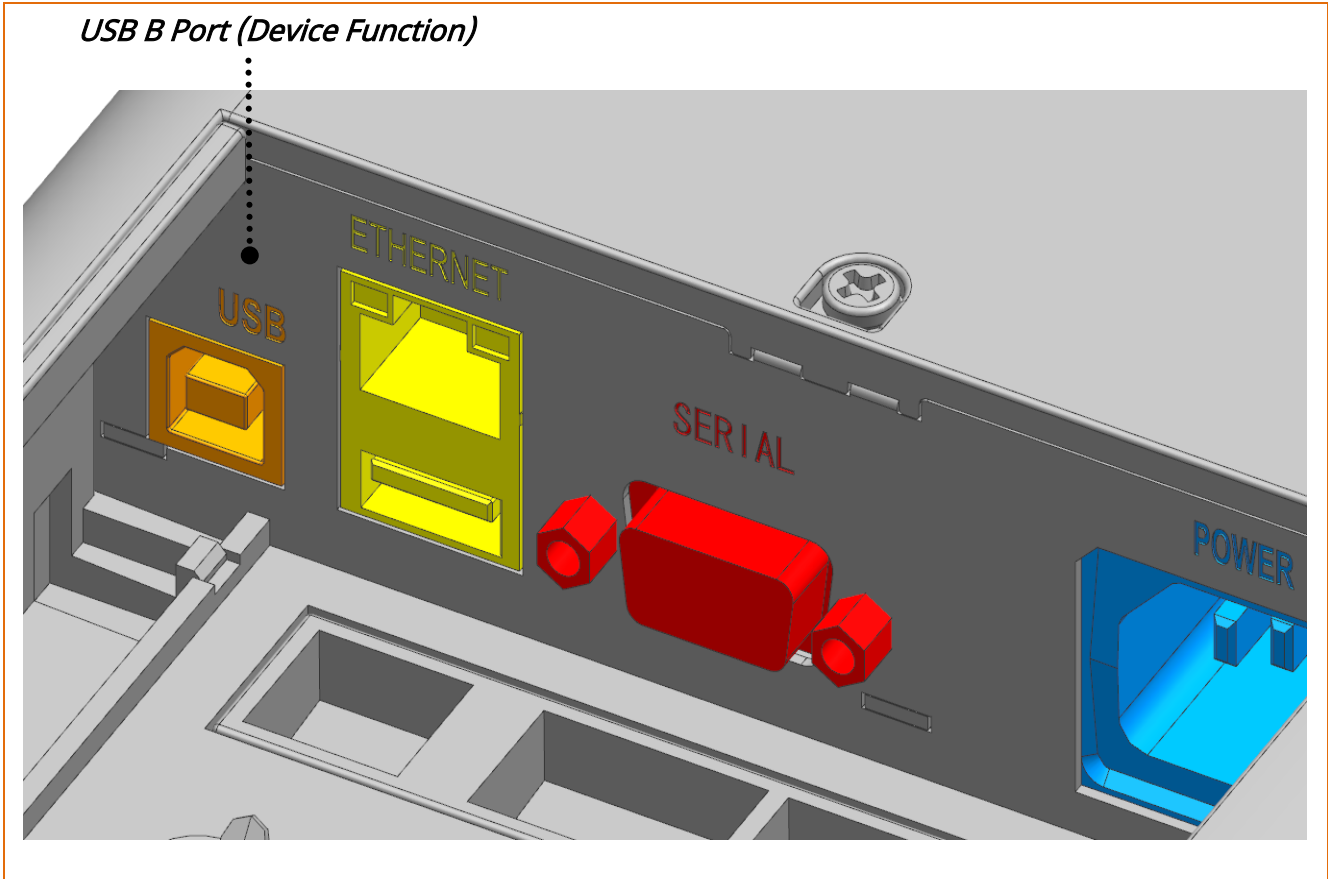 USB B Port (Device Function)
ETHERNET
USB
SERIAL
POWER